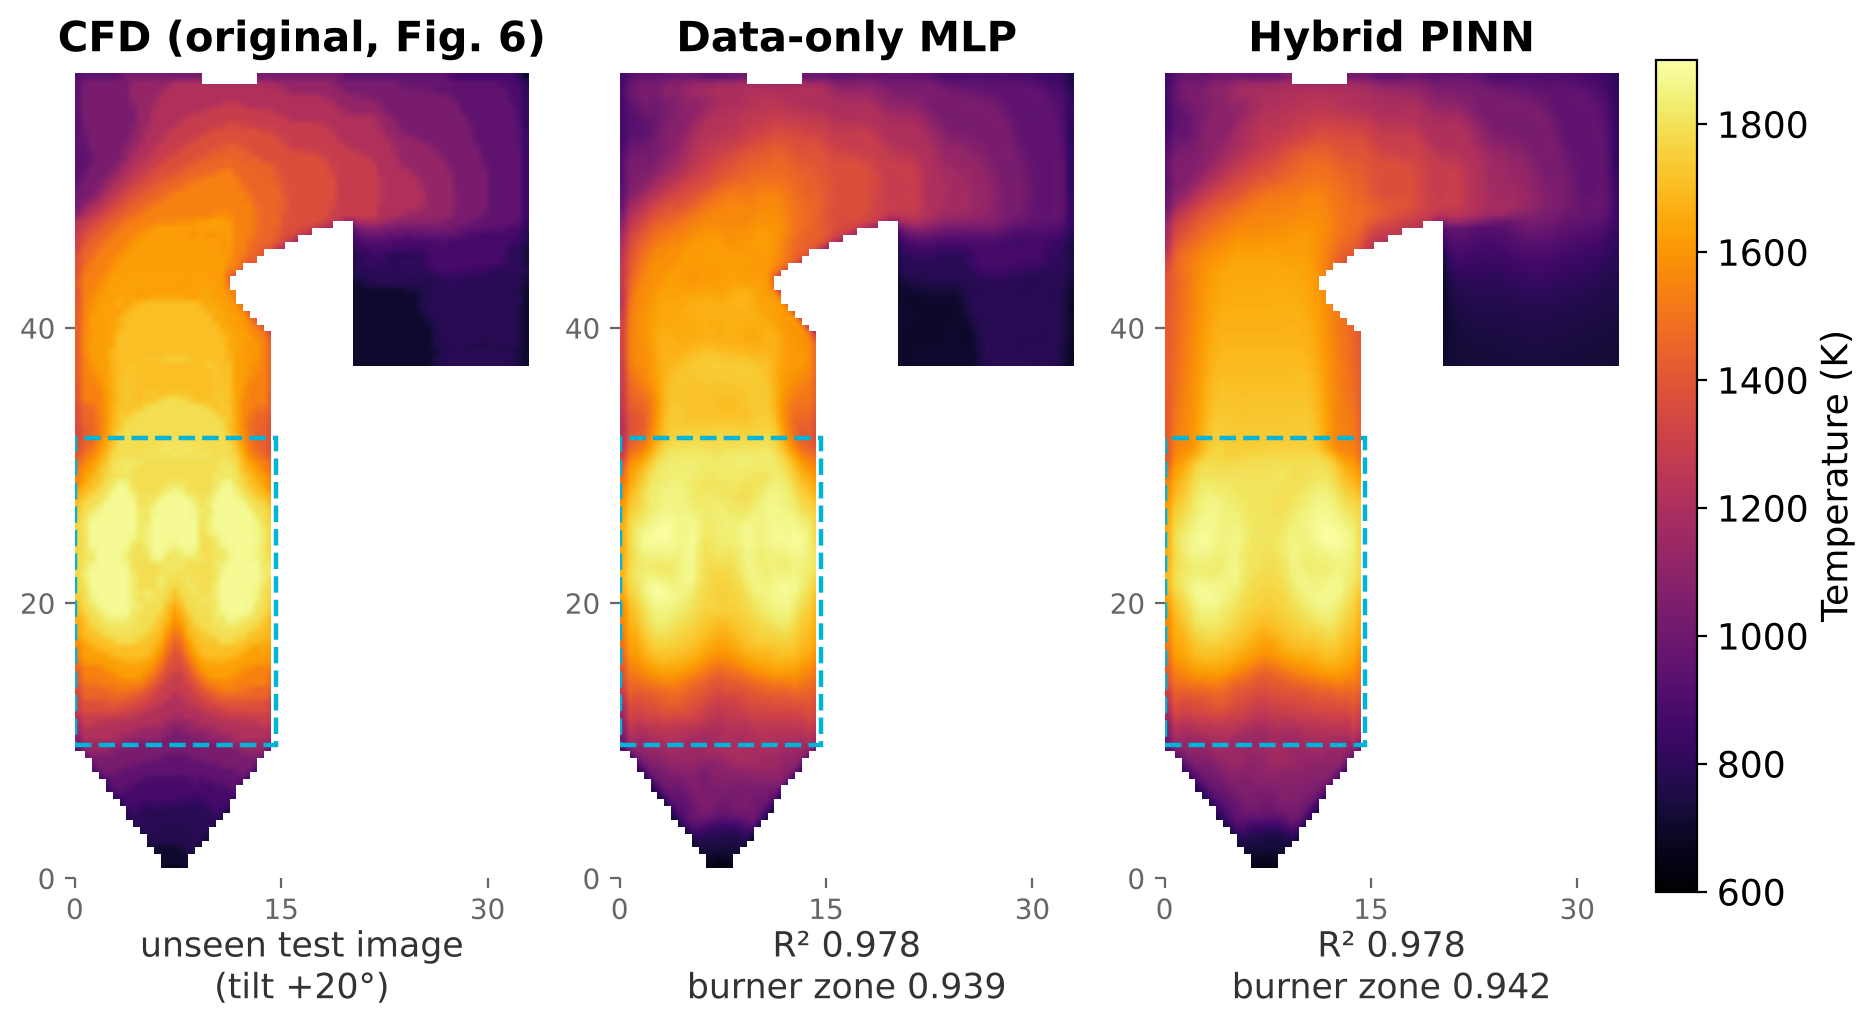 CFD (original, Fig. 6)
Data-only MLP
Hybrid PINN
40
20
0
0
15
30
unseen test image
(tilt +20°)
40
20
0
0
15
30
R² 0.978
burner zone 0.939
40
20
0
0
15
30
R² 0.978
burner zone 0.942
1800
1600
1400
1200
1000
800
600
Temperature (K)